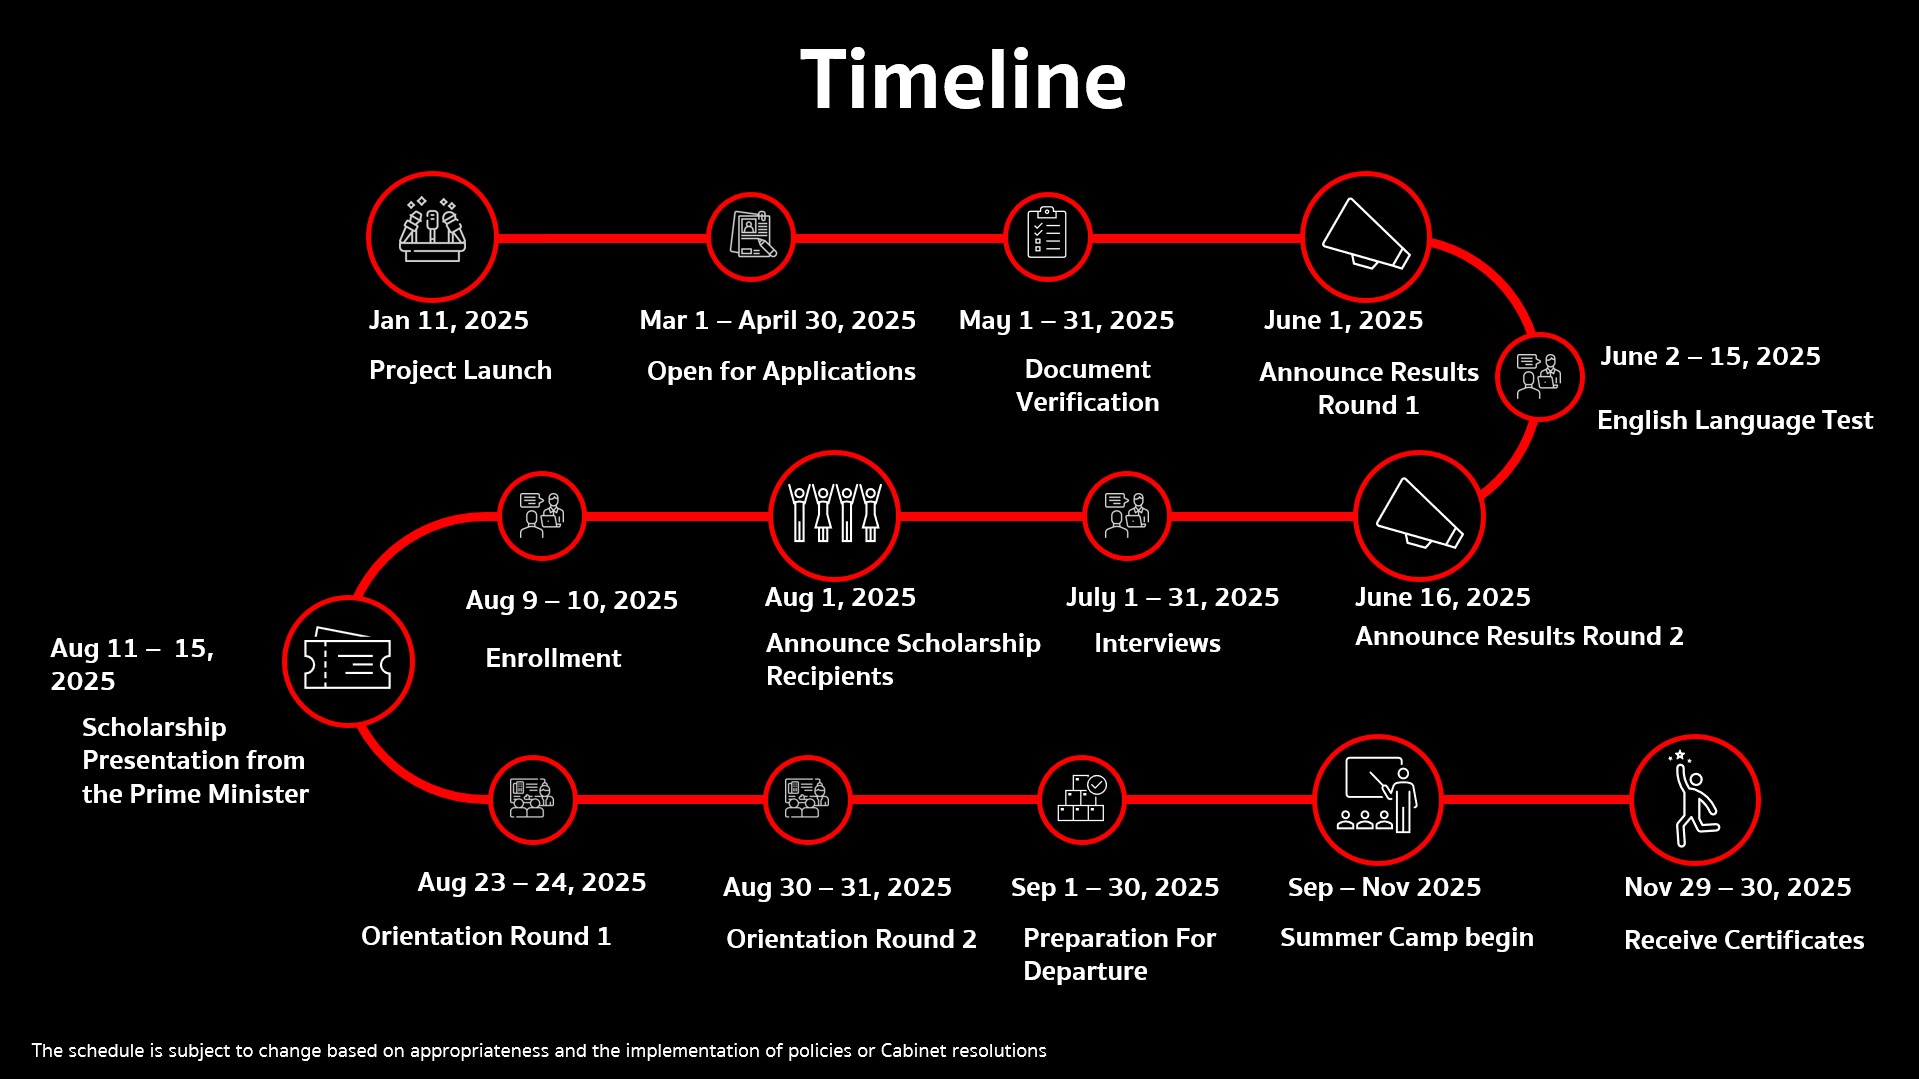 Timeline
Jan 11, 2025
Project Launch
Mar 1 – April 30, 2025
Open for Applications
May 1 – 31, 2025
Document
Verification
June 1, 2025
Announce Results
Round 1
June 2 – 15, 2025
English Language Test
June 16, 2025
Announce Results Round 2
July 1 – 31, 2025
Interviews
Aug 1, 2025
Announce Scholarship
Recipients
Aug 9 – 10, 2025
Enrollment
Aug 11 –  15,
2025
Scholarship
Presentation from
the Prime Minister
Aug 23 – 24, 2025
Orientation Round 1
Aug 30 – 31, 2025
Orientation Round 2
Sep 1 – 30, 2025
Preparation For
Departure
Sep – Nov 2025
Summer Camp begin
Nov 29 – 30, 2025
Receive Certificates
The schedule is subject to change based on appropriateness and the implementation of policies or Cabinet resolutions